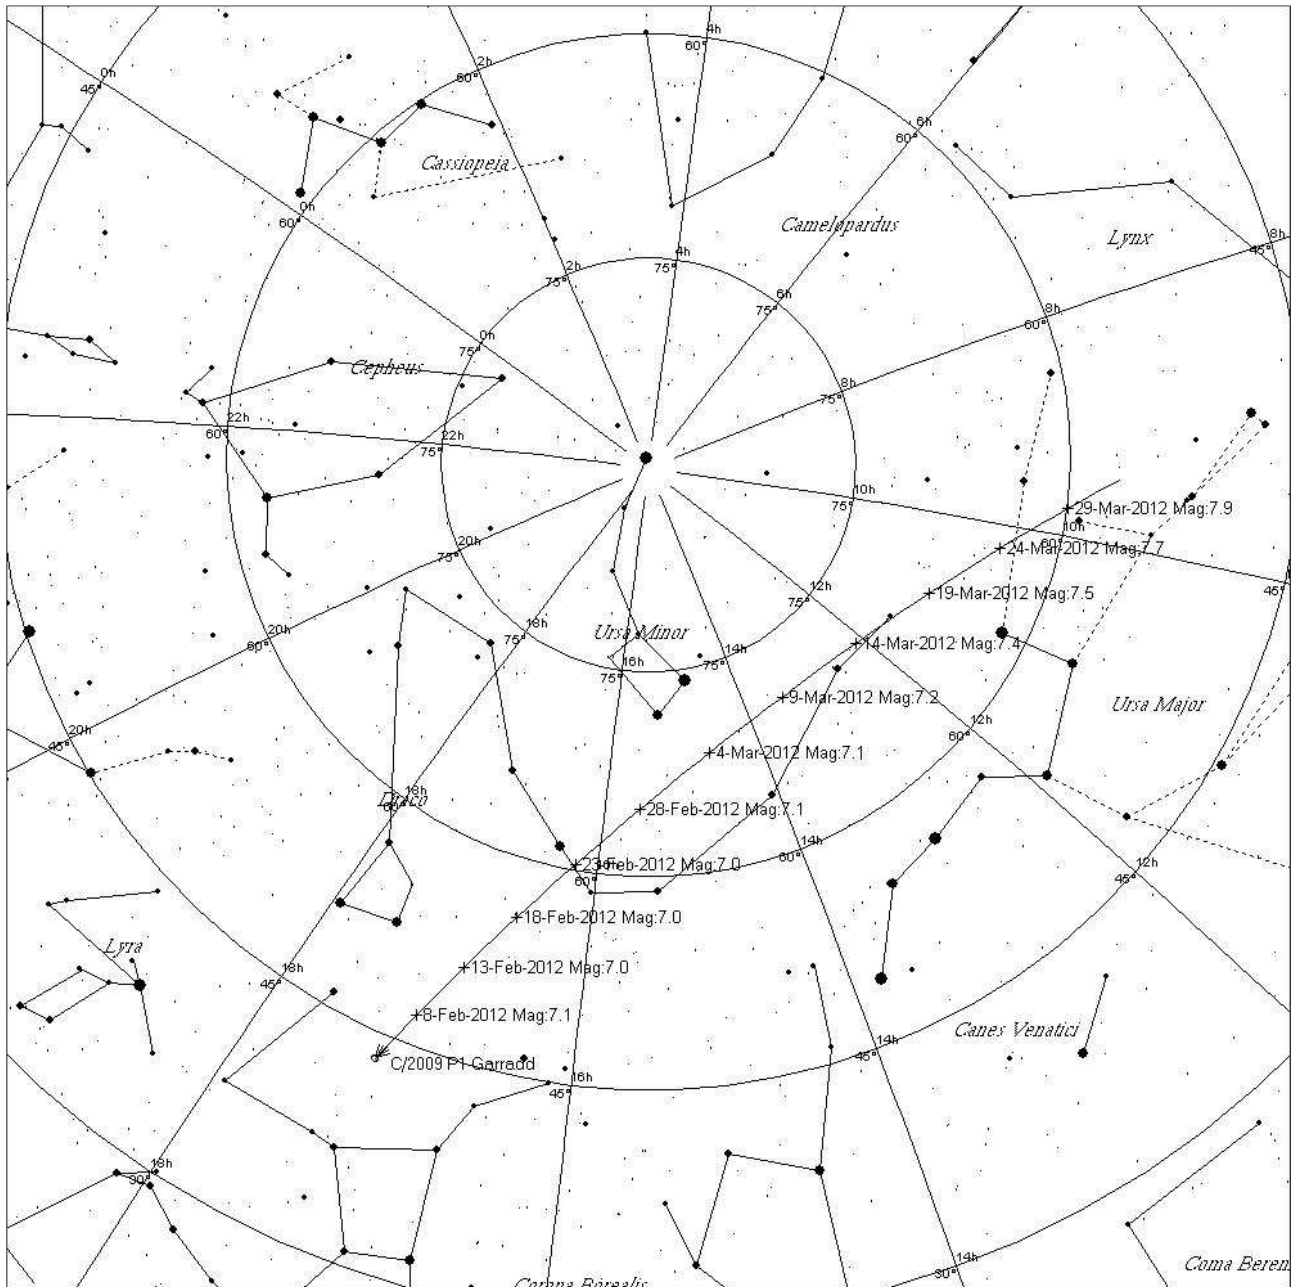 4h
60°
0h
45°
2h
60°
6h
60°
Cassiopeia
0h
60°
Camelopardus
Lynx
8h
45°
4h
75°
2h
75°
6h
75°
8h
60°
0h
75°
Cepheus
8h
75°
22h
60°
22h
75°
10h
75°
29-Mar-2012 Mag:7.9
10h
60°
24-Mar-2012 Mag:7.7
20h
75°
12h
75°
45°
19-Mar-2012 Mag:7.5
18h
75°
Ursa Minor
20h
60°
14-Mar-2012 Mag:7.4
14h
75°
16h
75°
9-Mar-2012 Mag:7.2
Ursa Major
12h
60°
20h
45°
4-Mar-2012 Mag:7.1
18h
60°
Draco
28-Feb-2012 Mag:7.1
14h
60°
23-Feb-2012 Mag:7.0
16h
60°
12h
45°
18-Feb-2012 Mag:7.0
Lyra
13-Feb-2012 Mag:7.0
18h
45°
8-Feb-2012 Mag:7.1
Canes Venatici
14h
45°
C/2009 P1 Garradd
16h
45°
18h
30°
14h
30°
Corona Borealis
Coma Beren